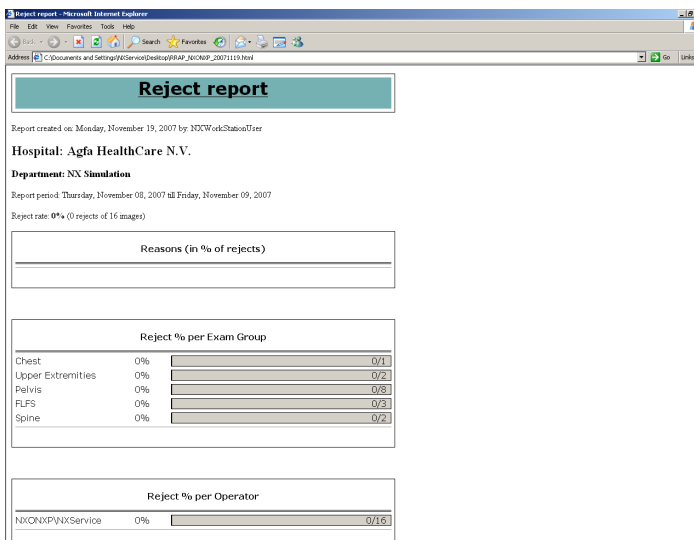 Reject report - Microsoft Internet Explorer
File Edit View Favorites Tools Help
Back Search Favorites
Address C:\Documents and Settings\NXService\Desktop\RRAP_NXONXP_20071119.html Go Links
Reject report
Report created on: Monday, November 19, 2007 by: NXWorkStationUser
Hospital: Agfa HealthCare N.V.
Department: NX Simulation
Report period: Thursday, November 08, 2007 till Friday, November 09, 2007
Reject rate: 0% (0 rejects of 16 images)
Reasons (in % of rejects)
Reject % per Exam Group
Chest 0% 0/1
Upper Extremities 0% 0/2
Pelvis 0% 0/8
FLFS 0% 0/3
Spine 0% 0/2
Reject % per Operator
NXONXP\NXService 0% 0/16